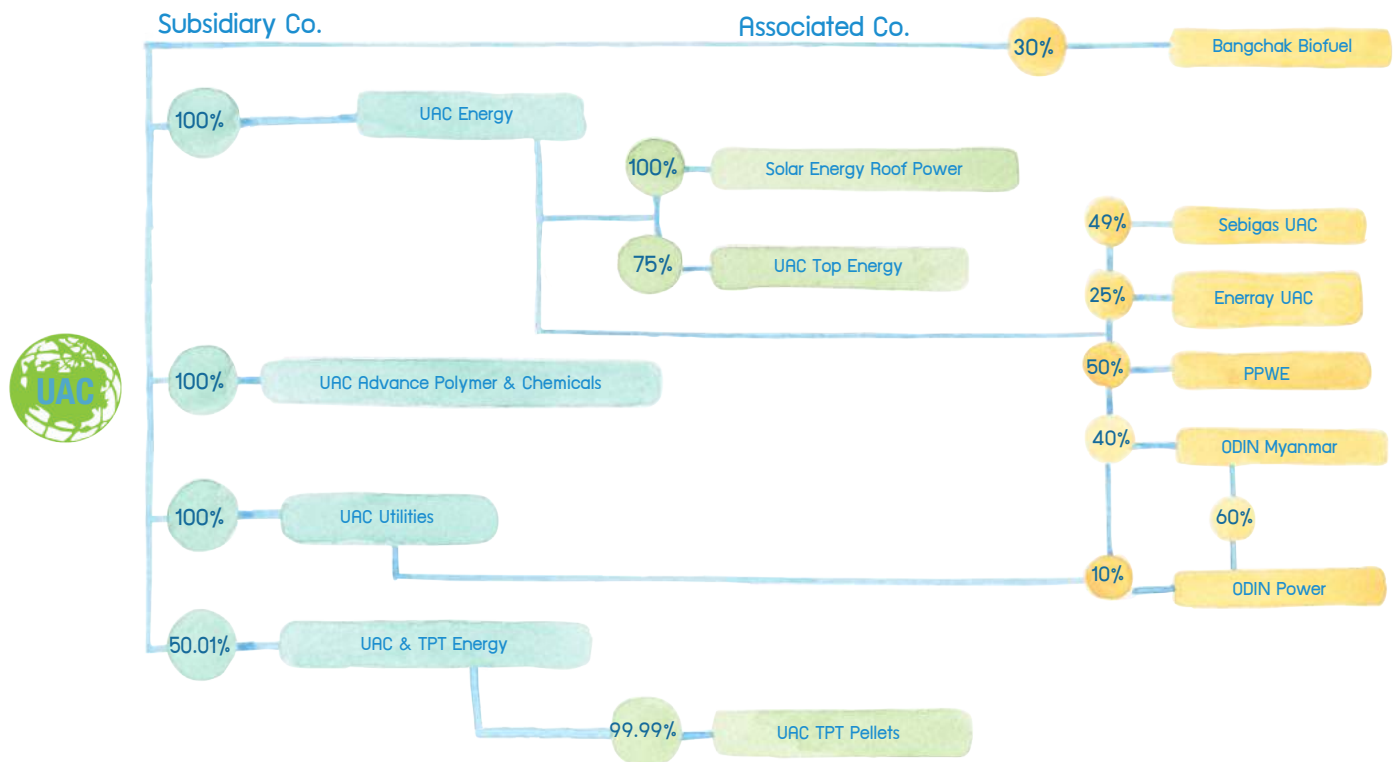 Subsidiary Co.
Associated Co.
30%
Bangchak Biofuel
100%
UAC Energy
100%
Solar Energy Roof Power
49%
Sebigas UAC
75%
UAC Top Energy
25%
Enerray UAC
UAC
100%
UAC Advance Polymer & Chemicals
50%
PPWE
40%
ODIN Myanmar
100%
UAC Utilities
60%
10%
ODIN Power
50.01%
UAC & TPT Energy
99.99%
UAC TPT Pellets